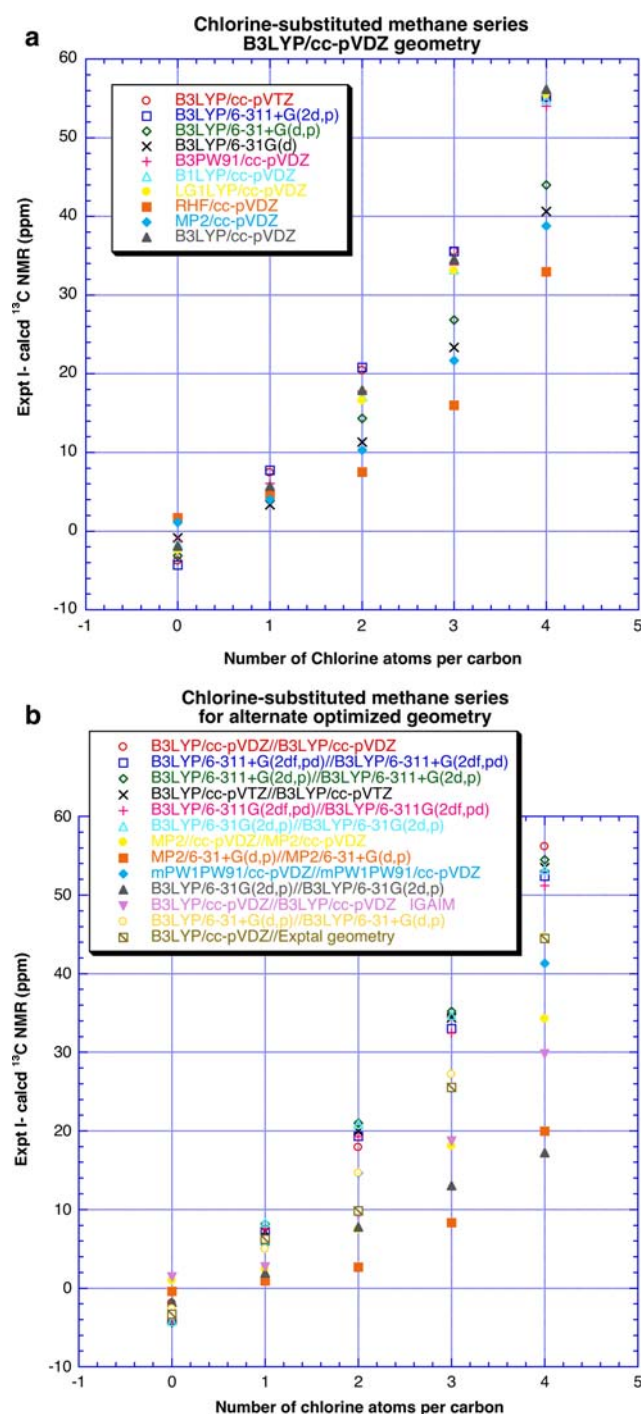 a
Chlorine-substituted methane series
B3LYP/cc-pVDZ geometry
60
50
40
30
20
10
0
-10
B3LYP/cc-pVTZ
B3LYP/6-311+G(2d,p)
B3LYP/6-31+G(d,p)
B3LYP/6-31G(d)
B3PW91/cc-pVDZ
B1LYP/cc-pVDZ
LG1LYP/cc-pVDZ
RHF/cc-pVDZ
MP2/cc-pVDZ
B3LYP/cc-pVDZ
Exptl- calcd ¹³C NMR (ppm)
-1 0 1 2 3 4 5
Number of Chlorine atoms per carbon
b
Chlorine-substituted methane series
for alternate optimized geometry
B3LYP/cc-pVDZ//B3LYP/cc-pVDZ
B3LYP/6-311+G(2df,pd)//B3LYP/6-311+G(2df,pd)
B3LYP/6-311+G(2d,p)//B3LYP/6-311+G(2d,p)
B3LYP/cc-pVTZ//B3LYP/cc-pVTZ
B3LYP/6-311G(2df,pd)//B3LYP/6-311G(2df,pd)
B3LYP/6-31G(2d,p)//B3LYP/6-31G(2d,p)
MP2//cc-pVDZ//MP2/cc-pVDZ
MP2/6-31+G(d,p)//MP2/6-31+G(d,p)
mPW1PW91/cc-pVDZ//mPW1PW91/cc-pVDZ
B3LYP/6-31G(2d,p)//B3LYP/6-31G(2d,p)
B3LYP/cc-pVDZ//B3LYP/cc-pVDZ IGAIM
B3LYP/6-31+G(d,p)//B3LYP/6-31+G(d,p)
B3LYP/cc-pVDZ//Exptal geometry
60
50
40
30
20
10
0
-10
Exptl- calcd ¹³C NMR (ppm)
-1 0 1 2 3 4 5
Number of chlorine atoms per carbon